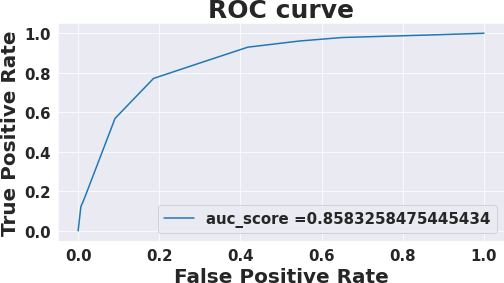 ROC curve
1.0
0.8
0.6
0.4
0.2
0.0
True Positive Rate
auc_score =0.8583258475445434
0.0 0.2 0.4 0.6 0.8 1.0
False Positive Rate